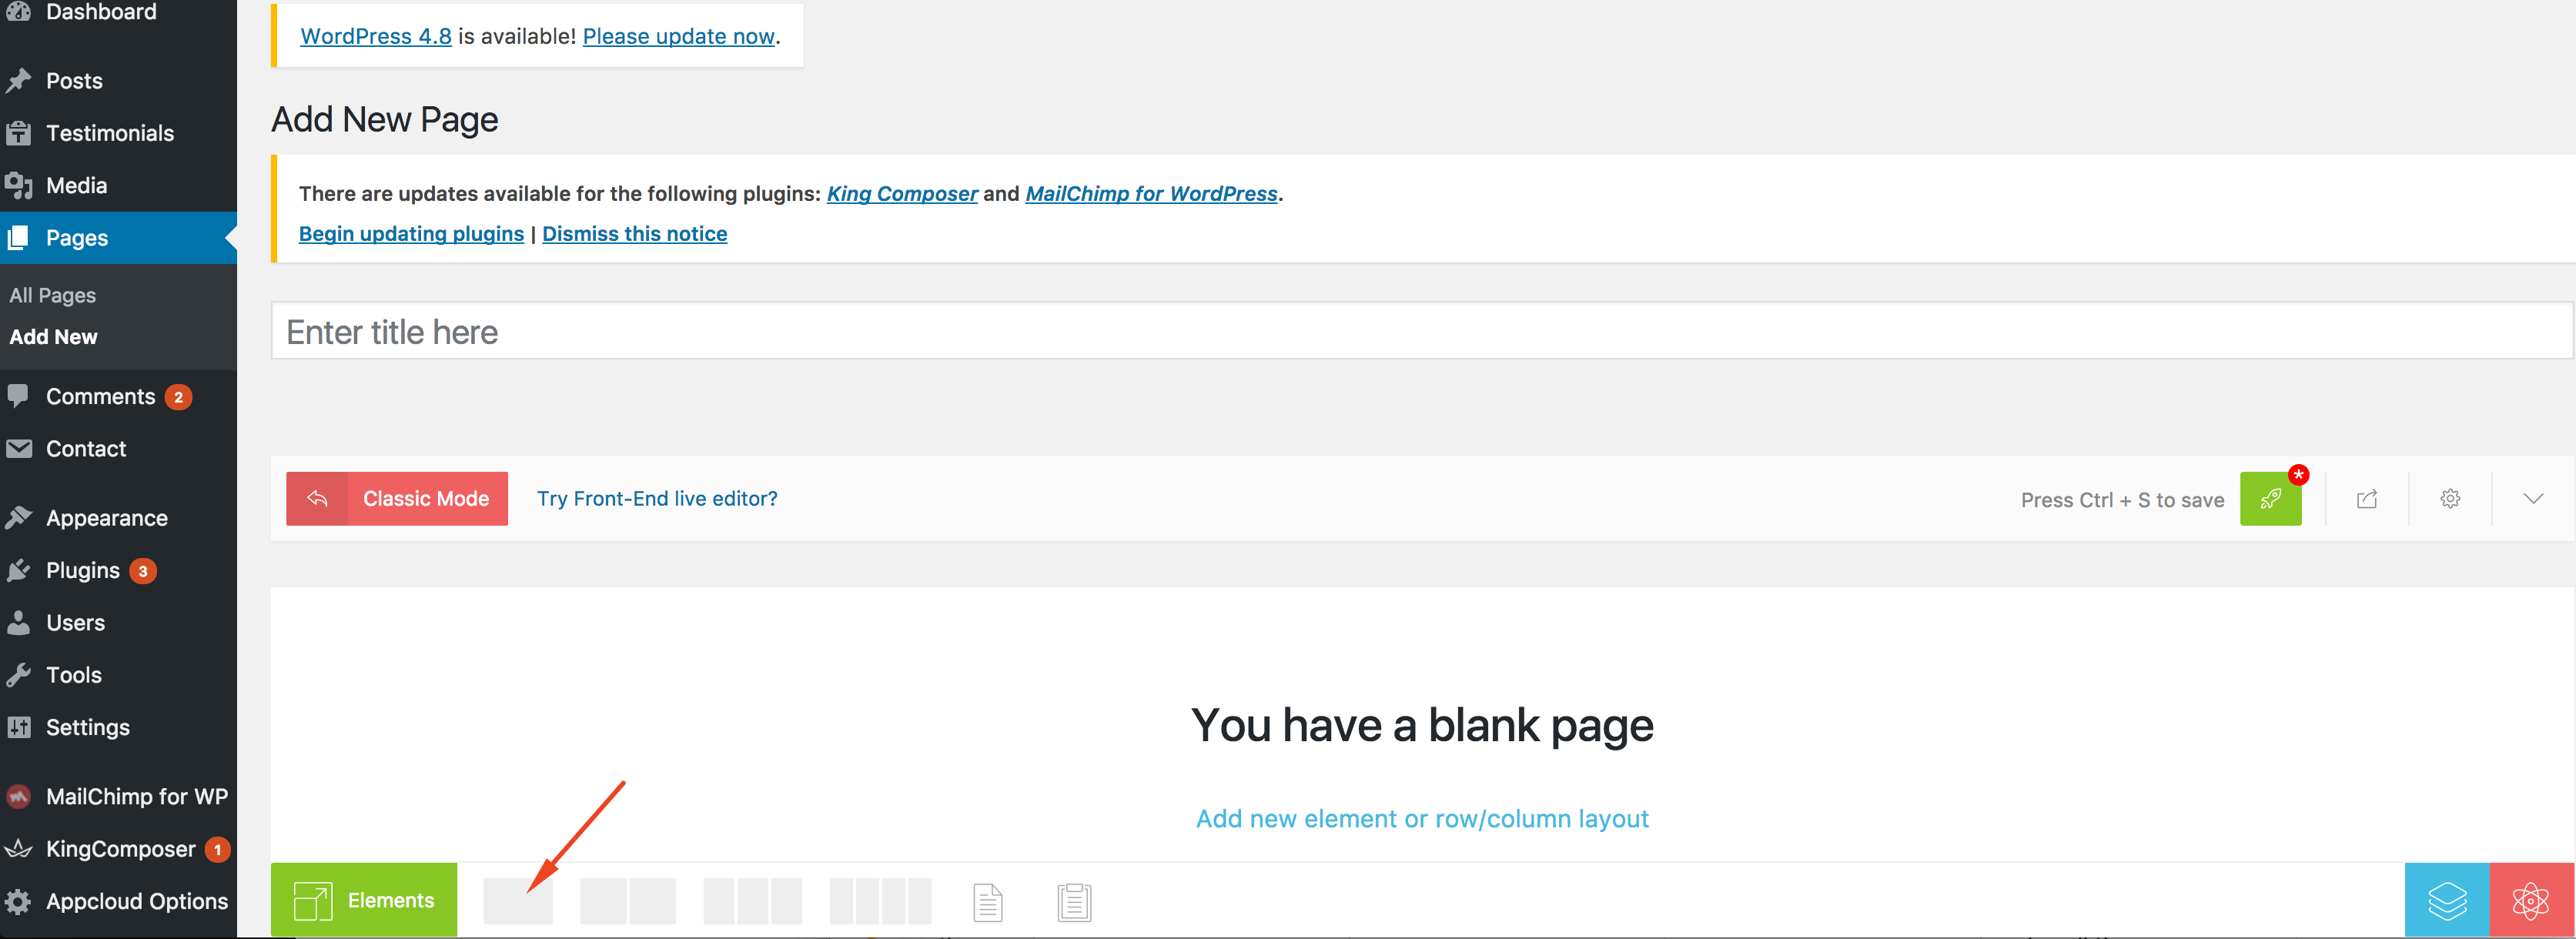 Dashboard
Posts
Testimonials
Media
Pages
All Pages
Add New
Comments 2
Contact
Appearance
Plugins 3
Users
Tools
Settings
MailChimp for WP
KingComposer 1
Appcloud Options
WordPress 4.8 is available! Please update now.
Add New Page
There are updates available for the following plugins: King Composer and MailChimp for WordPress.
Begin updating plugins | Dismiss this notice
Enter title here
Classic Mode Try Front-End live editor? Press Ctrl + S to save *
You have a blank page
Add new element or row/column layout
Elements